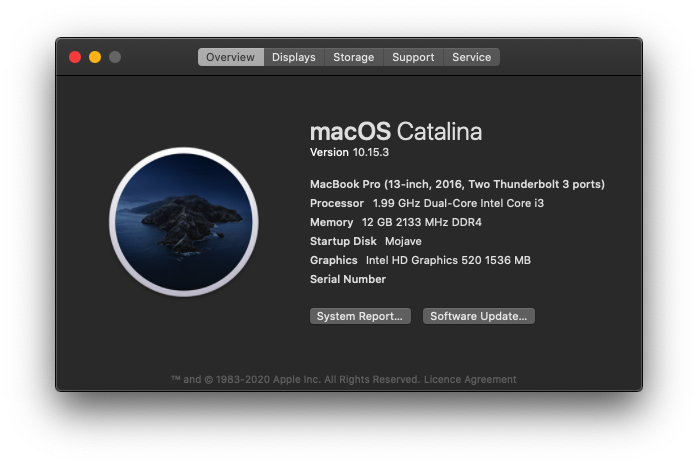 Overview Displays Storage Support Service
macOS Catalina
Version 10.15.3
MacBook Pro (13-inch, 2016, Two Thunderbolt 3 ports)
Processor 1.99 GHz Dual-Core Intel Core i3
Memory 12 GB 2133 MHz DDR4
Startup Disk Mojave
Graphics Intel HD Graphics 520 1536 MB
Serial Number
System Report... Software Update...
™ and © 1983-2020 Apple Inc. All Rights Reserved. Licence Agreement